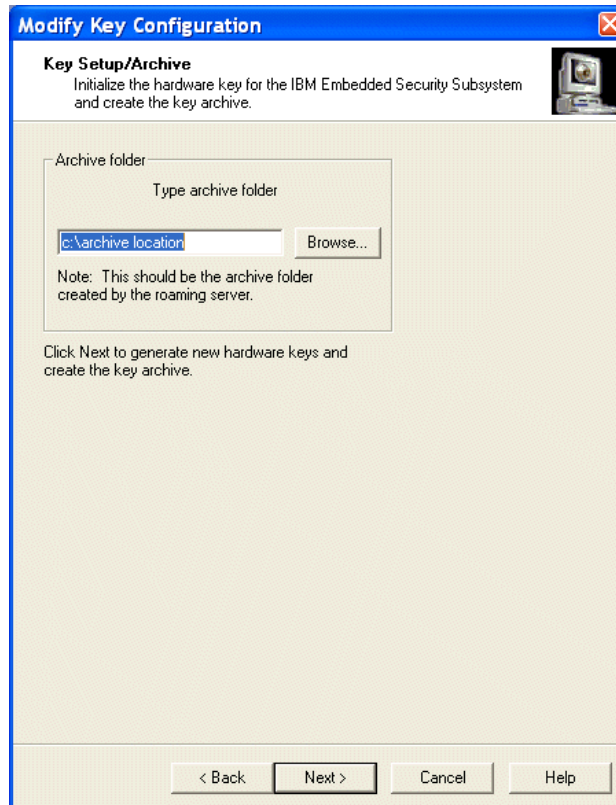 Modify Key Configuration
Key Setup/Archive
Initialize the hardware key for the IBM Embedded Security Subsystem
and create the key archive.
Archive folder
Type archive folder
c:\archive location
Browse...
Note: This should be the archive folder
created by the roaming server.
Click Next to generate new hardware keys and
create the key archive.
< Back
Next >
Cancel
Help